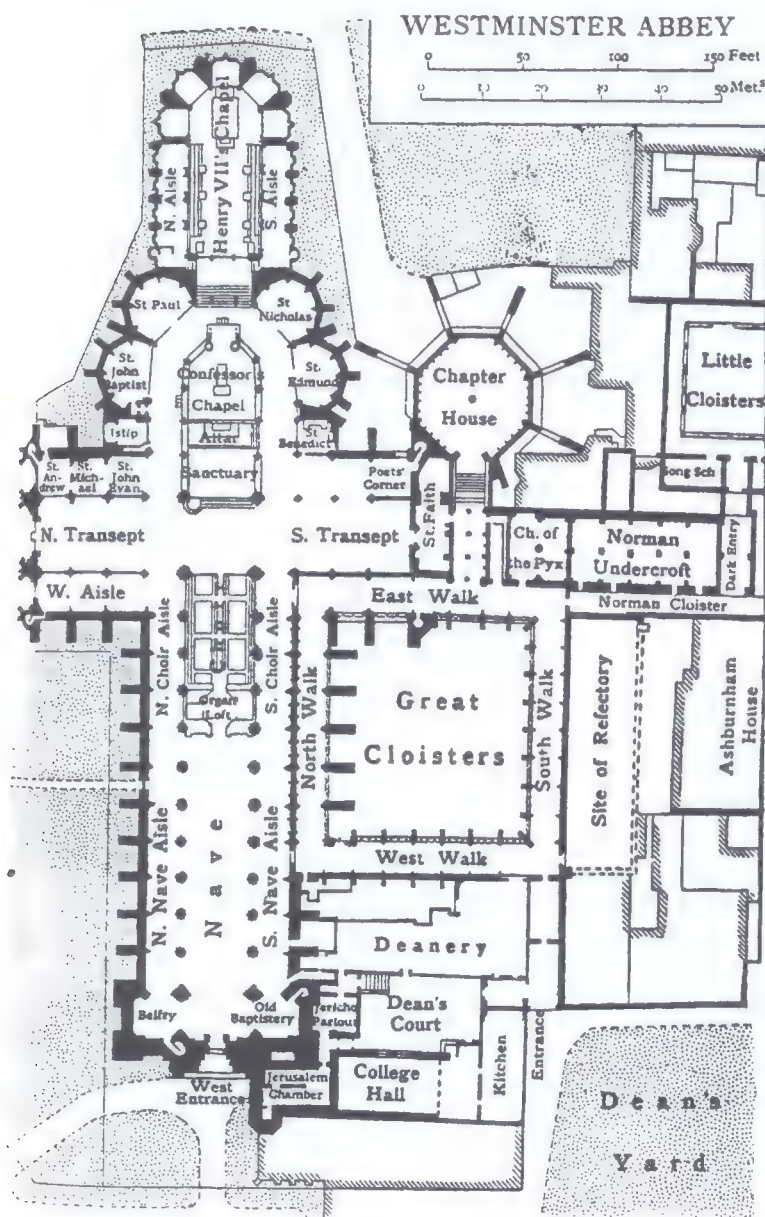 WESTMINSTER ABBEY
0 50 100 150 Feet
0 10 20 30 40 50 Met.s
Henry VII's Chapel
N. Aisle
S. Aisle
St Paul
St
Nicholas
St.
John
Baptist
Confessor's
Chapel
St.
Edmund
Chapter
House
Little
Cloisters
Islip
Altar
St
Benedict
St.
An-
drew
St.
Mich-
ael
St.
John
Evan.
Sanctuary
Poets'
Corner
St. Faith
Song Sch
N. Transept
S. Transept
Ch. of
the Pyx
Norman
Undercroft
Dark Entry
W. Aisle
East Walk
Norman Cloister
N. Choir Aisle
S. Choir Aisle
Organ
Loft
North Walk
Great
Cloisters
South Walk
Site of Refectory
Ashburnham
House
N. Nave Aisle
Nave
S. Nave Aisle
West Walk
Deanery
Belfry
Old
Baptistery
Jericho
Parlour
Dean's
Court
Kitchen
Entrance
West
Entrance
Jerusalem
Chamber
College
Hall
Dean's
Yard